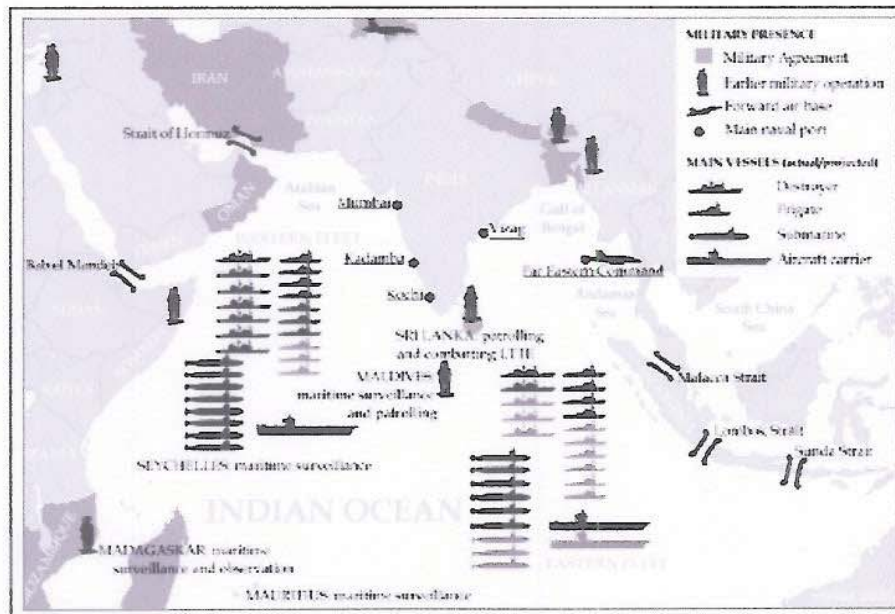 MILITARY PRESENCE
Military Agreement
Earlier military operation
Forward air base
Main naval port
MAIN VESSELS (actual/projected)
Destroyer
Frigate
Submarine
Aircraft carrier
IRAN
Strait of Hormuz
OMAN
Arabian
Sea
Mumbai
Vizag
Gulf of
Bengal
Kadamba
Far Eastern Command
Andaman
Sea
South China
Sea
Babel Mandeb
EASTERN FLEET
SRI LANKA: patrolling
and combatting LTTE
MALDIVES:
maritime surveillance
and patrolling
Malacca Strait
Lombok Strait
Sunda Strait
SEYCHELLES: maritime surveillance
INDIAN OCEAN
MADAGASKAR: maritime
surveillance and observation
MAURITIUS: maritime surveillance